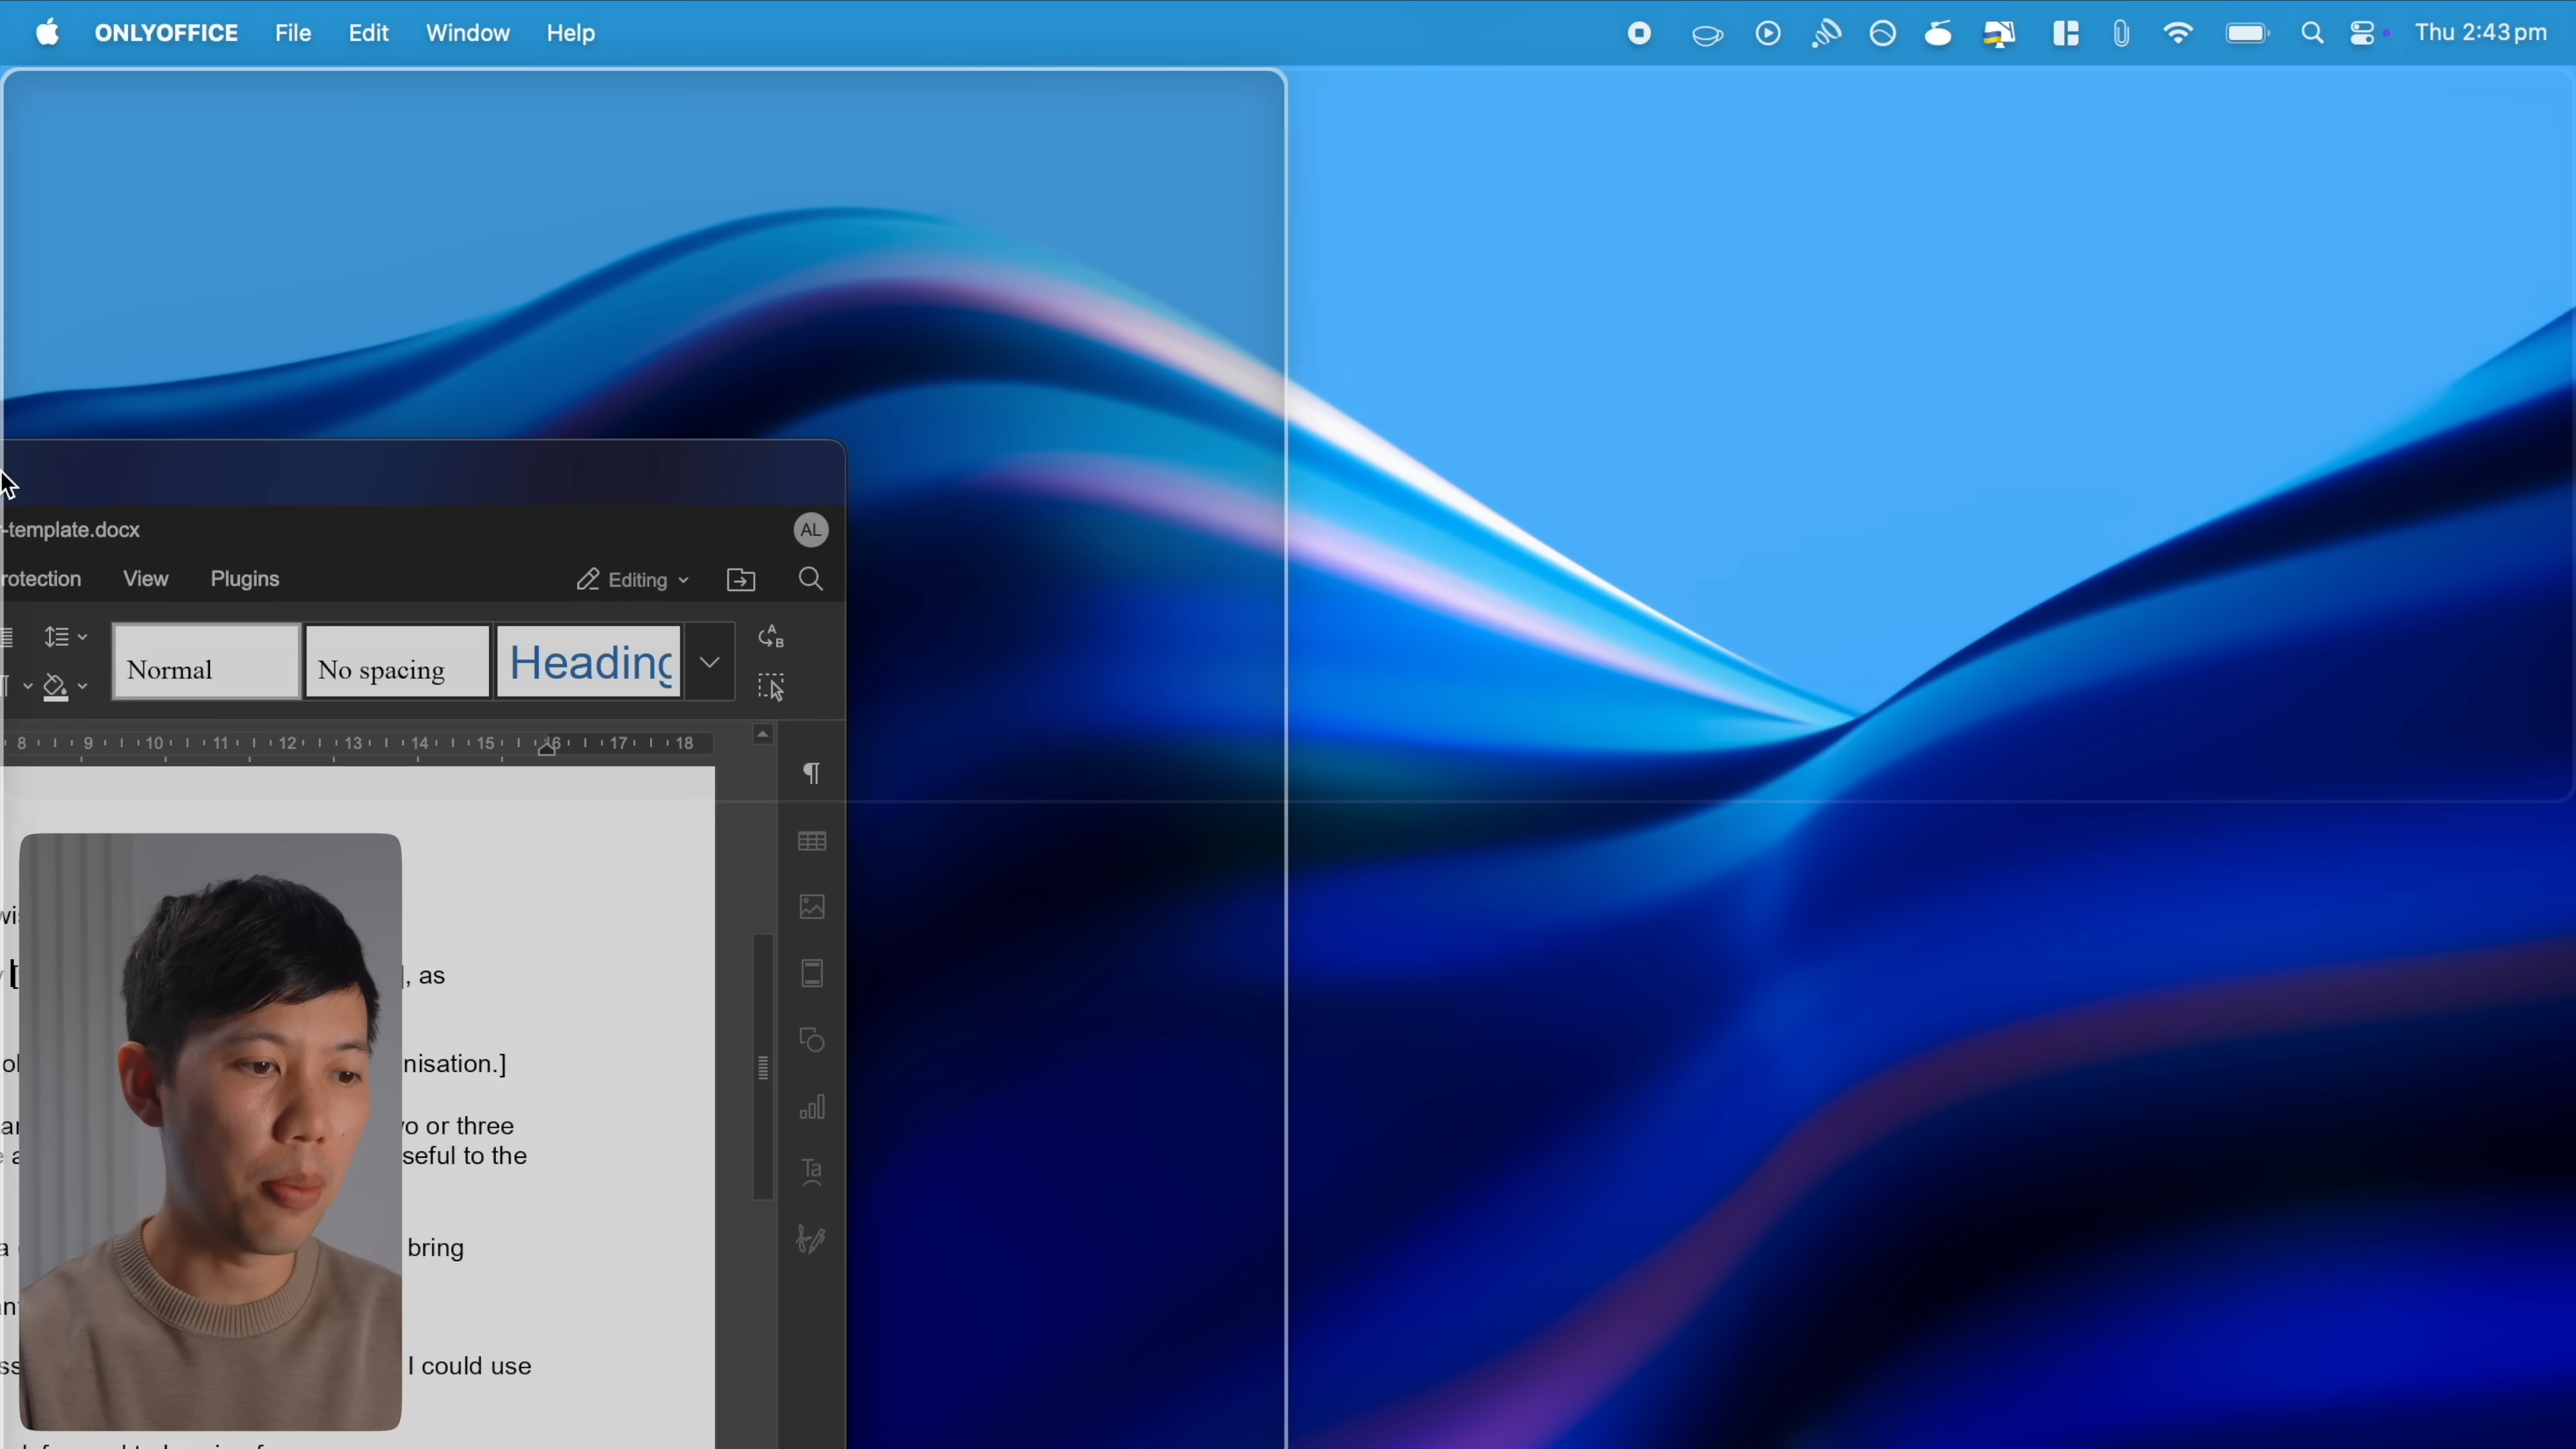 ONLYOFFICE File Edit Window Help Thu 2:43 pm
-template.docx AL
rotection View Plugins Editing
Normal No spacing Heading
8 9 10 11 12 13 14 15 16 17 18
], as
nisation.]
or three
seful to the
bring
I could use